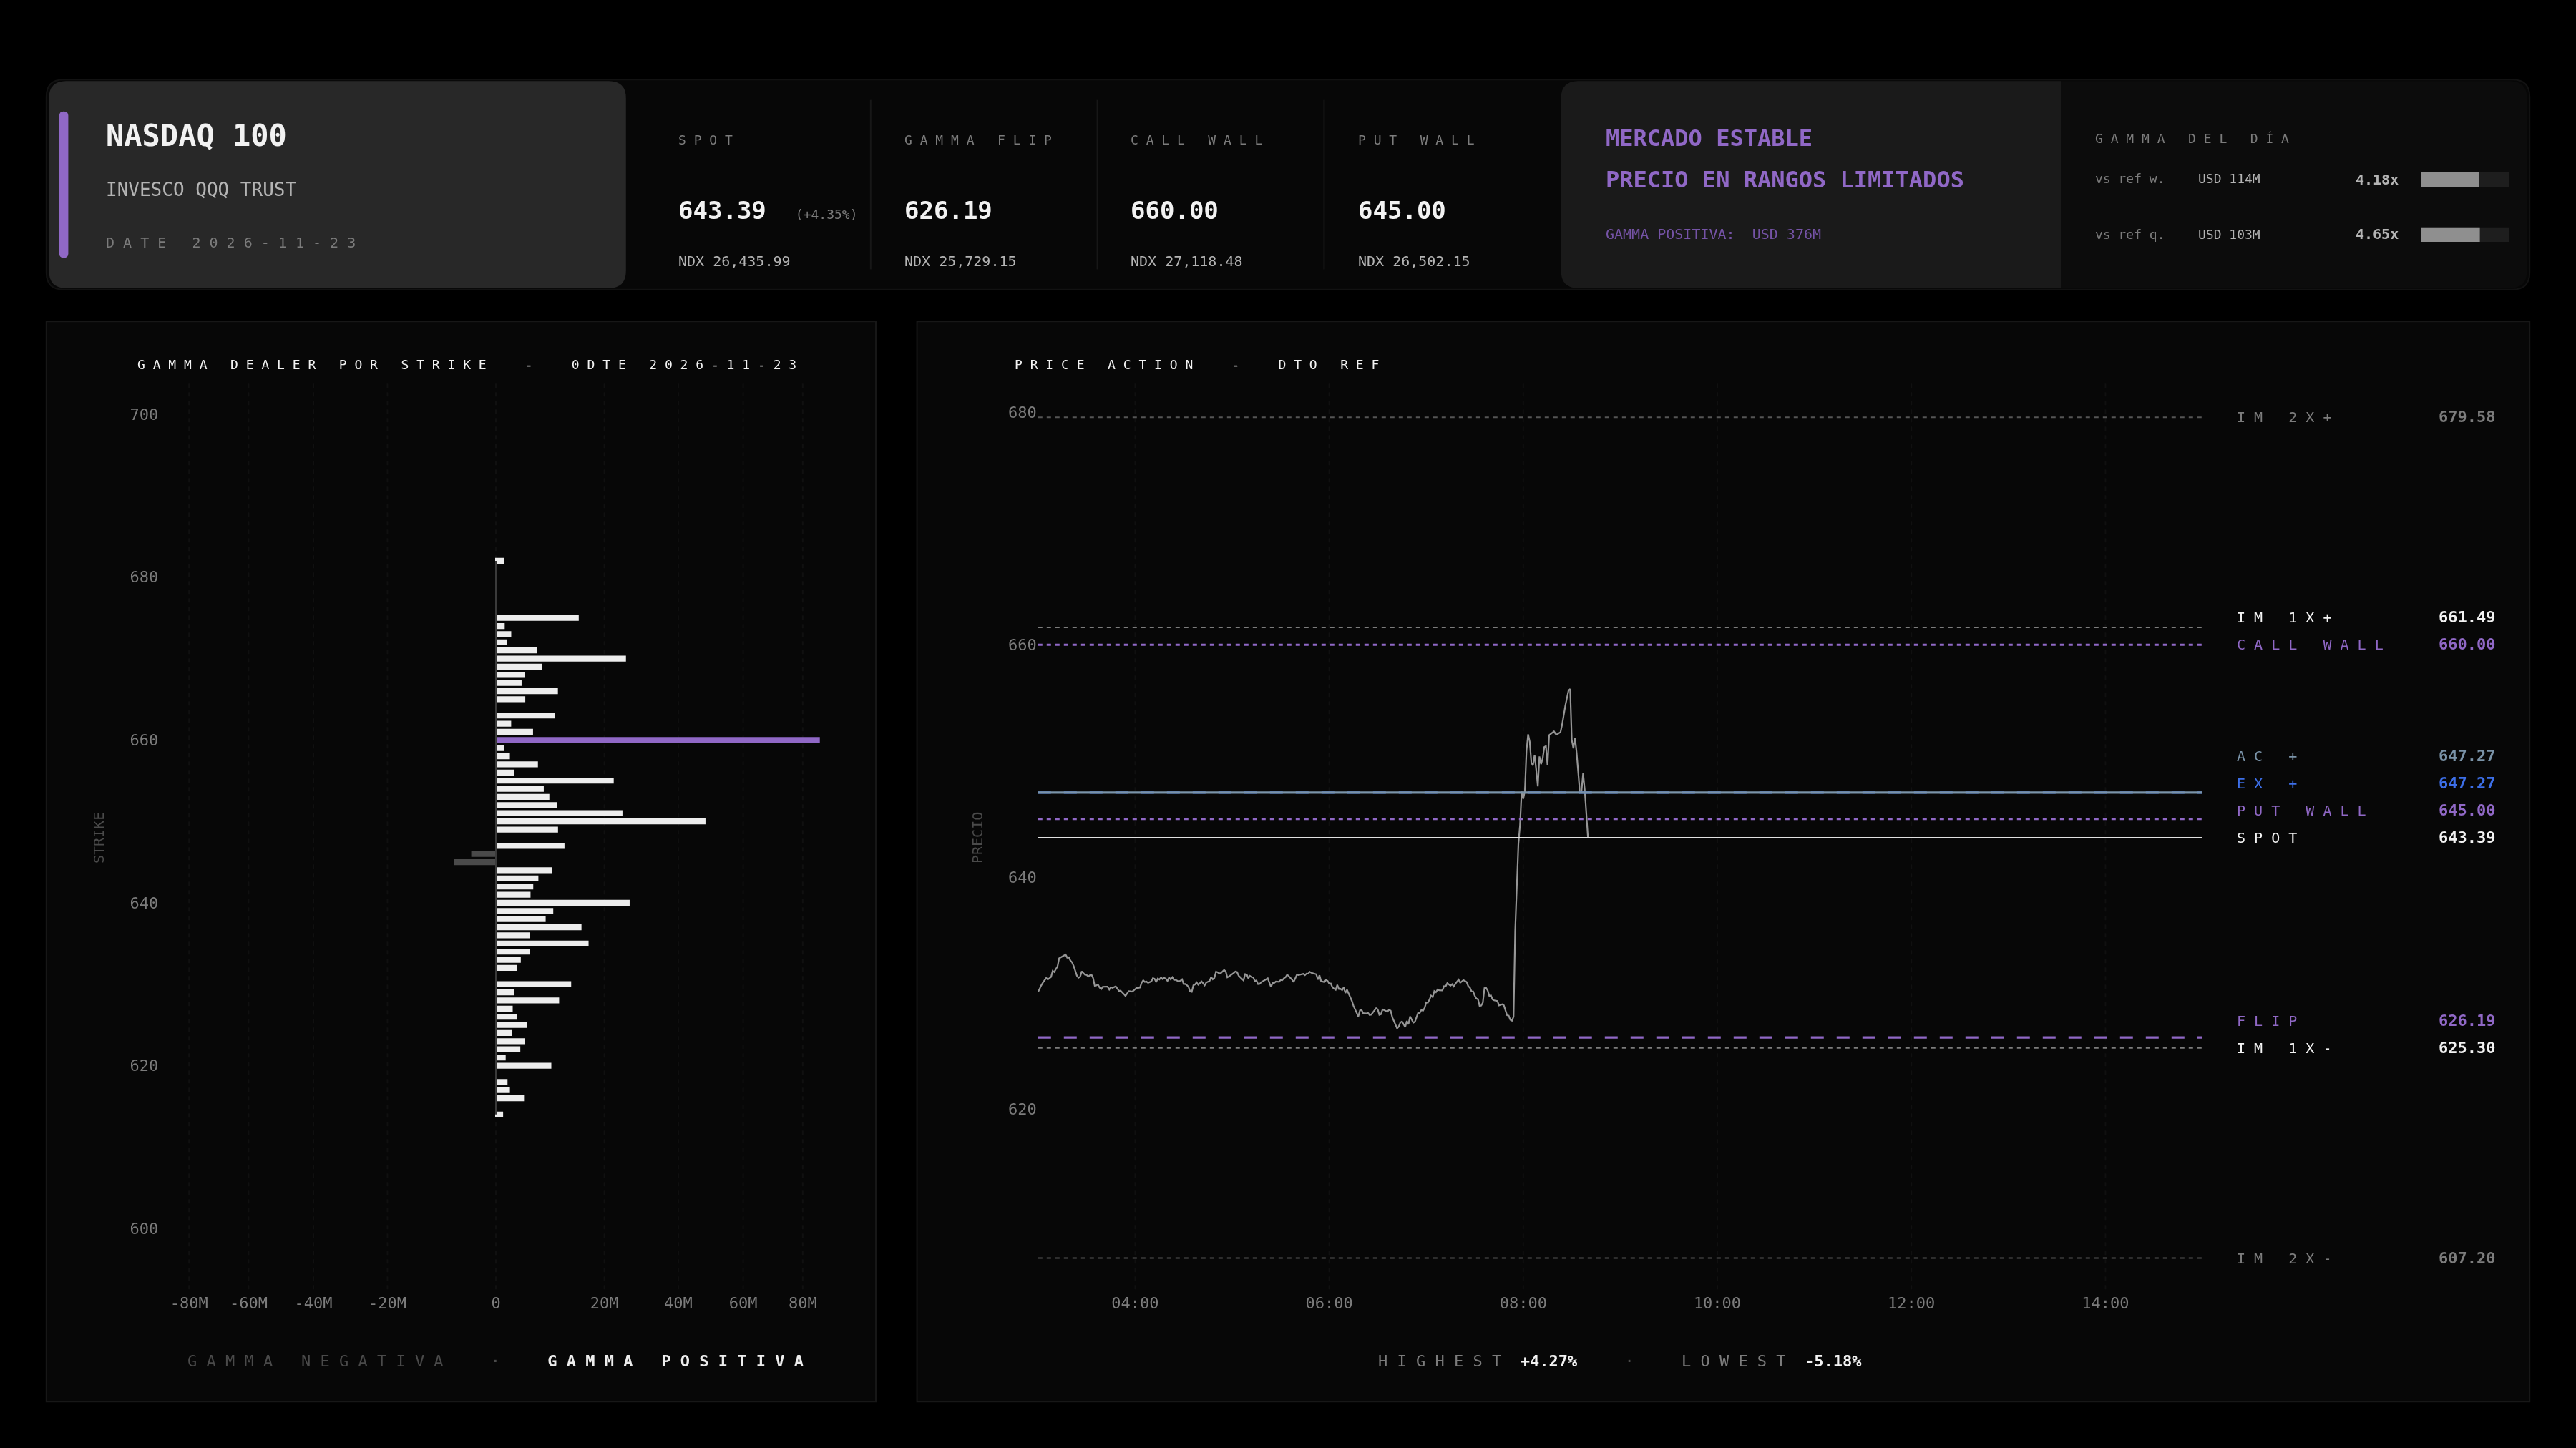 NASDAQ 100
INVESCO QQQ TRUST
DATE 2026-11-23
SPOT
643.39 (+4.35%)
NDX 26,435.99
GAMMA FLIP
626.19
NDX 25,729.15
CALL WALL
660.00
NDX 27,118.48
PUT WALL
645.00
NDX 26,502.15
MERCADO ESTABLE
PRECIO EN RANGOS LIMITADOS
GAMMA POSITIVA: USD 376M
GAMMA DEL DÍA
vs ref w. USD 114M 4.18x
vs ref q. USD 103M 4.65x
GAMMA DEALER POR STRIKE - 0DTE 2026-11-23
700
680
660
640
620
600
STRIKE
-80M -60M -40M -20M 0 20M 40M 60M 80M
GAMMA NEGATIVA · GAMMA POSITIVA
PRICE ACTION - DTO REF
680
660
640
620
PRECIO
04:00 06:00 08:00 10:00 12:00 14:00
IM 2X+ 679.58
IM 1X+ 661.49
CALL WALL 660.00
AC + 647.27
EX + 647.27
PUT WALL 645.00
SPOT 643.39
FLIP 626.19
IM 1X- 625.30
IM 2X- 607.20
HIGHEST +4.27% · LOWEST -5.18%